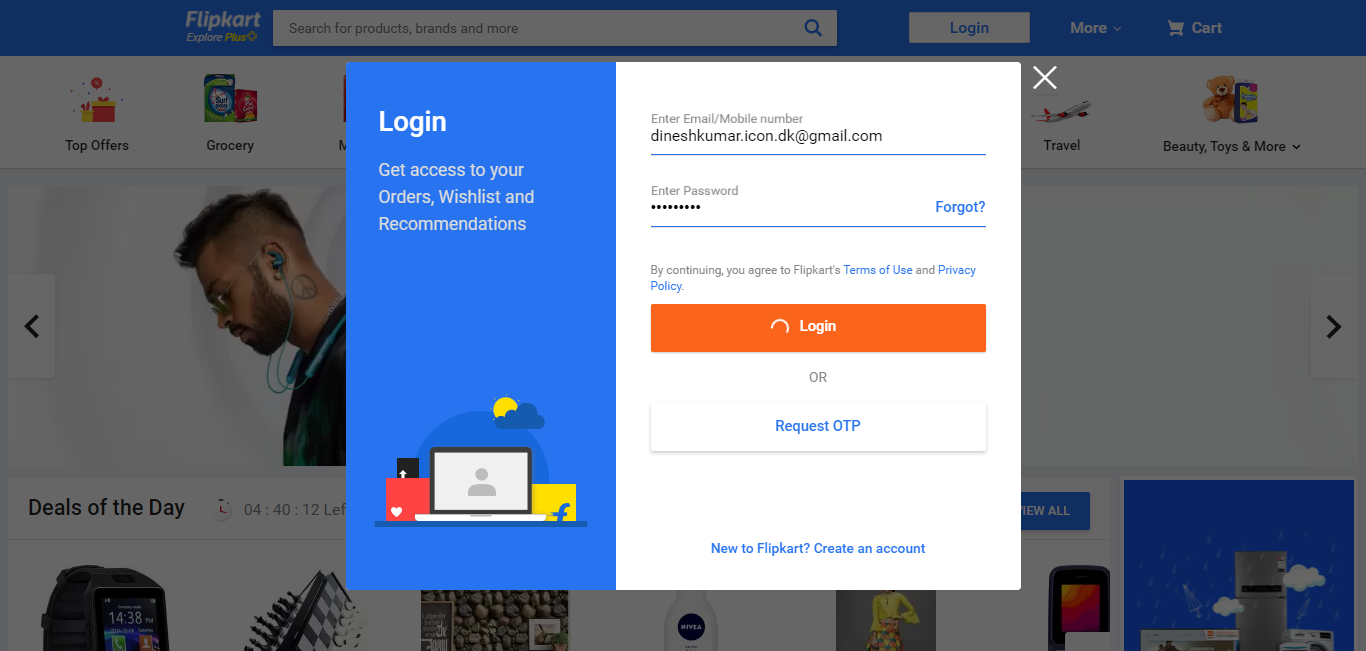 Flipkart
Explore Plus
Search for products, brands and more
Login
More
Cart
Top Offers
Grocery
M
Travel
Beauty, Toys & More
Login
Get access to your
Orders, Wishlist and
Recommendations
Enter Email/Mobile number
dineshkumar.icon.dk@gmail.com
Enter Password
•••••••••
Forgot?
By continuing, you agree to Flipkart's Terms of Use and Privacy
Policy.
Login
OR
Request OTP
New to Flipkart? Create an account
Deals of the Day
04 : 40 : 12 Lef
VIEW ALL
14:38
NIVEA